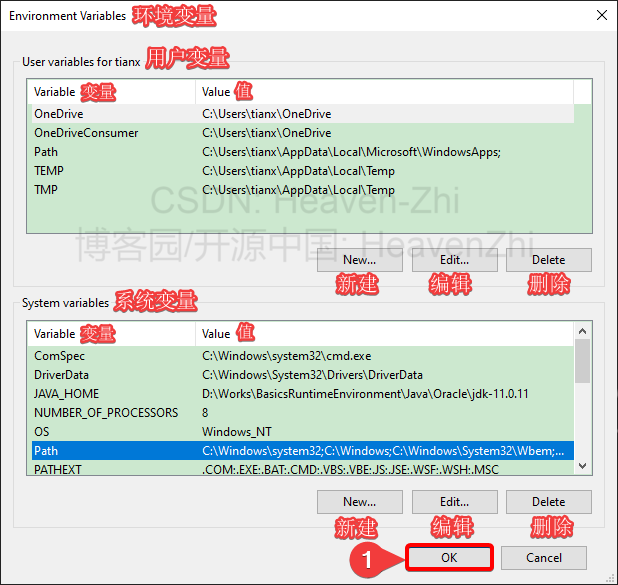 Environment Variables 环境变量
User variables for tianx 用户变量
Variable 变量 Value 值
OneDrive C:\Users\tianx\OneDrive
OneDriveConsumer C:\Users\tianx\OneDrive
Path C:\Users\tianx\AppData\Local\Microsoft\WindowsApps;
TEMP C:\Users\tianx\AppData\Local\Temp
TMP C:\Users\tianx\AppData\Local\Temp
CSDN: Heaven-Zhi
博客园/开源中国: HeavenZhi
New... Edit... Delete
新建 编辑 删除
System variables 系统变量
Variable 变量 Value 值
ComSpec C:\Windows\system32\cmd.exe
DriverData C:\Windows\System32\Drivers\DriverData
JAVA_HOME D:\Works\BasicsRuntimeEnvironment\Java\Oracle\jdk-11.0.11
NUMBER_OF_PROCESSORS 8
OS Windows_NT
Path C:\Windows\system32;C:\Windows;C:\Windows\System32\Wbem;...
PATHEXT .COM;.EXE;.BAT;.CMD;.VBS;.VBE;.JS;.JSE;.WSF;.WSH;.MSC
New... Edit... Delete
新建 编辑 删除
1 OK Cancel